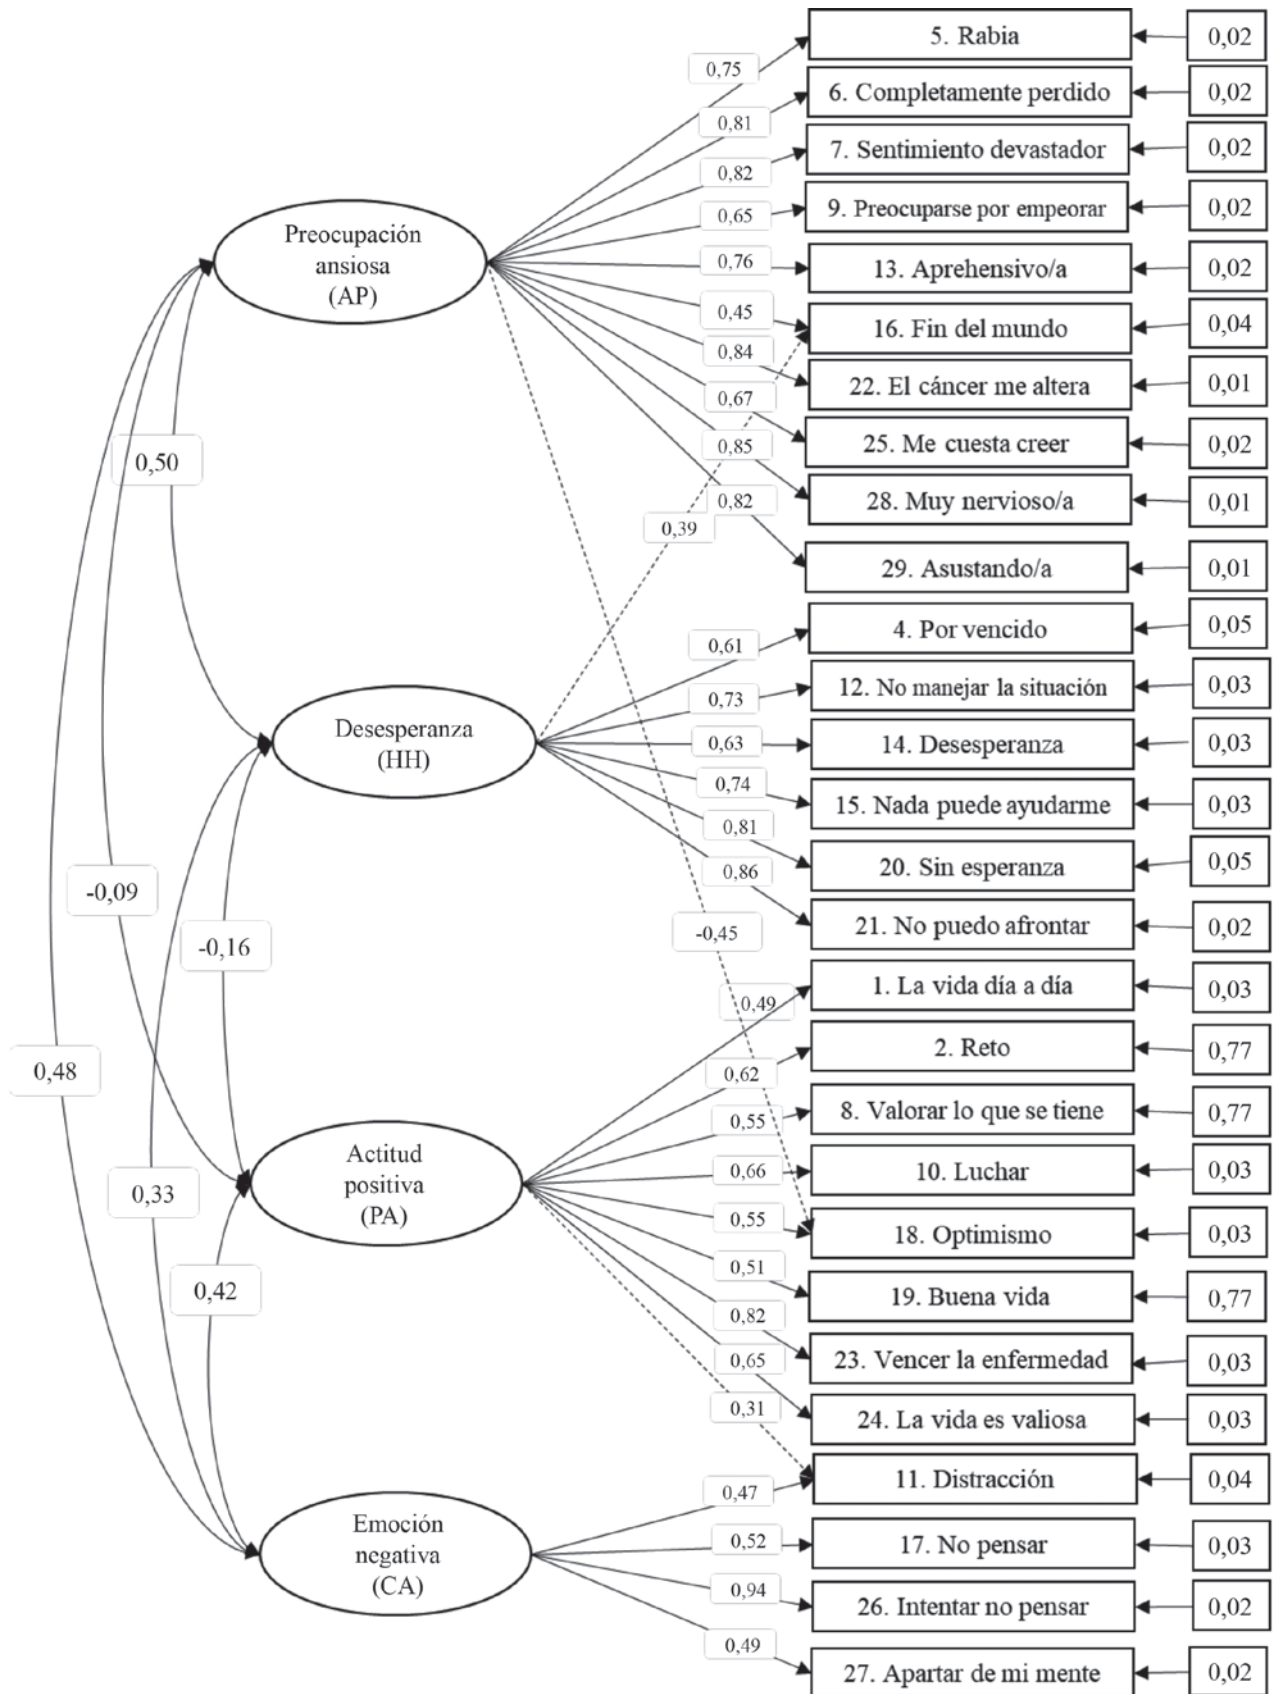 5. Rabia
0,02
0,75
6. Completamente perdido
0,02
0,81
7. Sentimiento devastador
0,02
0,82
9. Preocuparse por empeorar
0,02
0,65
Preocupación
ansiosa
(AP)
13. Aprehensivo/a
0,02
0,76
16. Fin del mundo
0,04
0,45
22. El cáncer me altera
0,01
0,84
25. Me cuesta creer
0,02
0,67
28. Muy nervioso/a
0,01
0,85
29. Asustando/a
0,01
0,82
0,39
0,50
4. Por vencido
0,05
0,61
12. No manejar la situación
0,03
0,73
Desesperanza
(HH)
14. Desesperanza
0,03
0,63
15. Nada puede ayudarme
0,03
0,74
20. Sin esperanza
0,05
0,81
21. No puedo afrontar
0,02
0,86
-0,09
-0,16
-0,45
1. La vida día a día
0,03
0,49
2. Reto
0,77
0,62
0,48
8. Valorar lo que se tiene
0,77
0,55
10. Luchar
0,03
0,66
Actitud
positiva
(PA)
0,33
18. Optimismo
0,03
0,55
19. Buena vida
0,77
0,51
0,42
23. Vencer la enfermedad
0,03
0,82
24. La vida es valiosa
0,03
0,65
0,31
11. Distracción
0,04
0,47
17. No pensar
0,03
0,52
Emoción
negativa
(CA)
26. Intentar no pensar
0,02
0,94
27. Apartar de mi mente
0,02
0,49